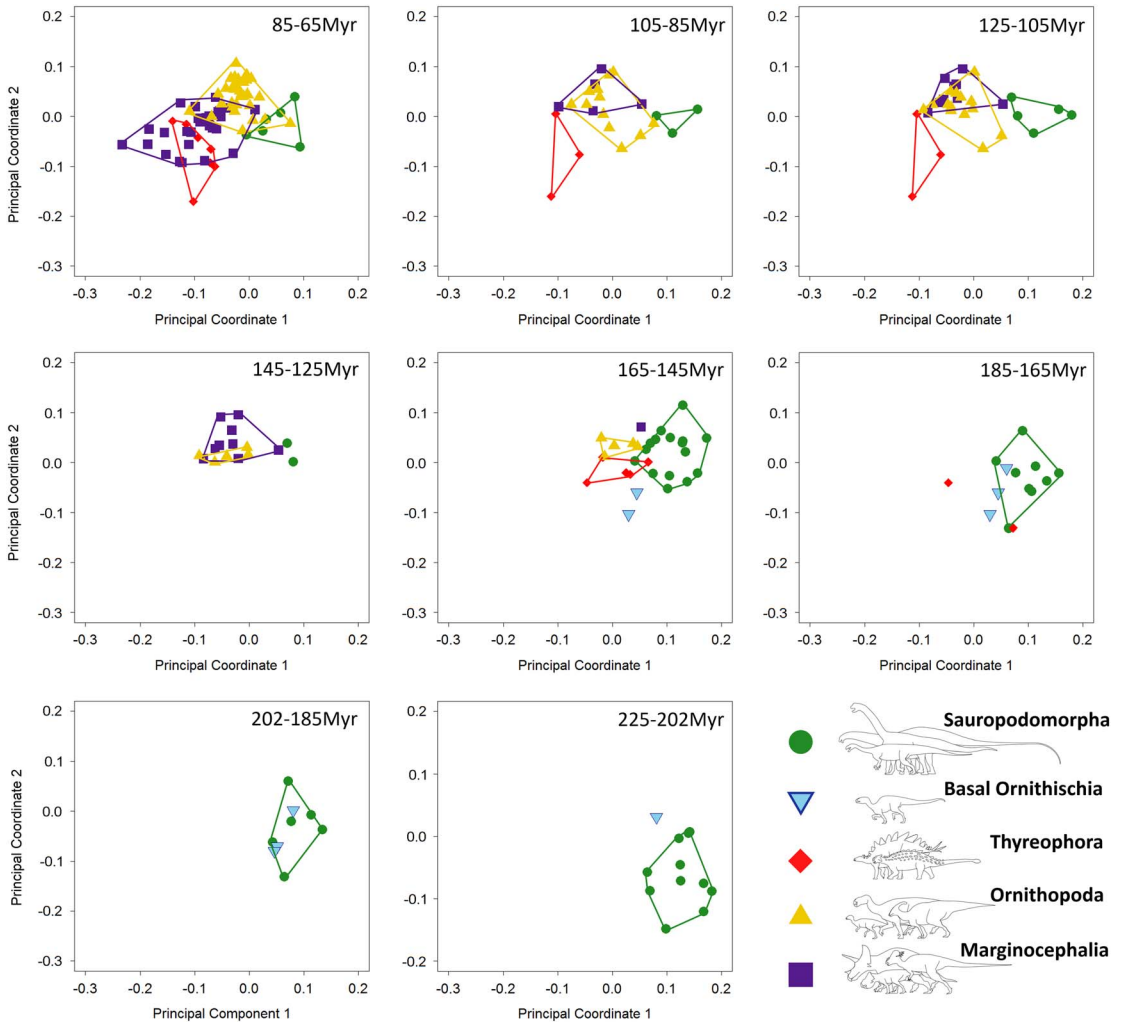 85-65Myr
0.2
0.1
0.0
-0.1
-0.2
-0.3
Principal Coordinate 2
-0.3 -0.2 -0.1 0.0 0.1 0.2
Principal Coordinate 1
105-85Myr
0.2
0.1
0.0
-0.1
-0.2
-0.3
-0.3 -0.2 -0.1 0.0 0.1 0.2
Principal Coordinate 1
125-105Myr
0.2
0.1
0.0
-0.1
-0.2
-0.3
-0.3 -0.2 -0.1 0.0 0.1 0.2
Principal Coordinate 1
145-125Myr
0.2
0.1
0.0
-0.1
-0.2
-0.3
Principal Coordinate 2
-0.3 -0.2 -0.1 0.0 0.1 0.2
Principal Coordinate 1
165-145Myr
0.2
0.1
0.0
-0.1
-0.2
-0.3
-0.3 -0.2 -0.1 0.0 0.1 0.2
Principal Coordinate 1
185-165Myr
0.2
0.1
0.0
-0.1
-0.2
-0.3
-0.3 -0.2 -0.1 0.0 0.1 0.2
Principal Coordinate 1
202-185Myr
0.2
0.1
0.0
-0.1
-0.2
-0.3
Principal Coordinate 2
-0.3 -0.2 -0.1 0.0 0.1 0.2
Principal Component 1
225-202Myr
0.2
0.1
0.0
-0.1
-0.2
-0.3 -0.2 -0.1 0.0 0.1 0.2
Principal Coordinate 1
Sauropodomorpha
Basal Ornithischia
Thyreophora
Ornithopoda
Marginocephalia